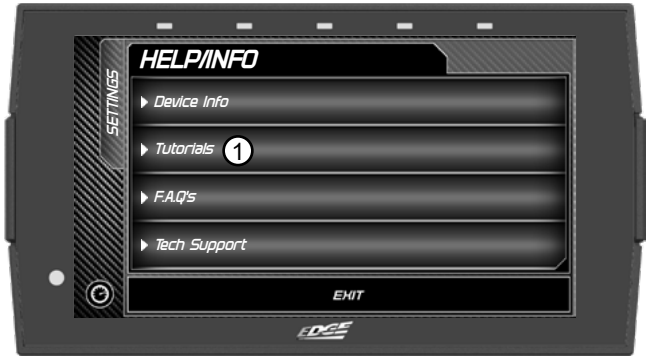 HELP/INFO
SETTINGS
Device Info
Tutorials 1
F.A.Q's
Tech Support
EXIT
EDGE